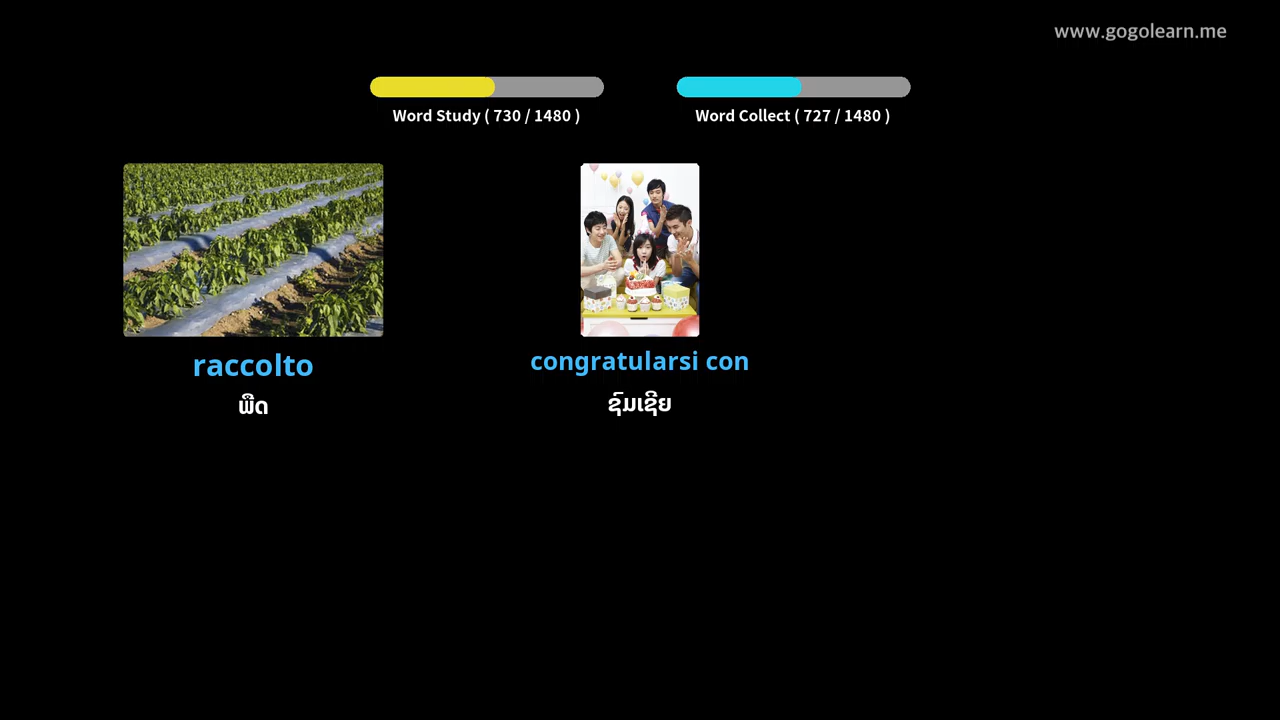 www.gogolearn.me
Word Study ( 730 / 1480 )
Word Collect ( 727 / 1480 )
raccolto
ພືດ
congratularsi con
ຊົມເຊີຍ